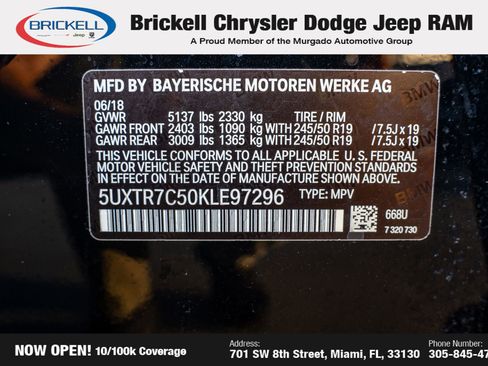 BRICKELL
Brickell Chrysler Dodge Jeep RAM
A Proud Member of the Murgado Automotive Group
MFD BY BAYERISCHE MOTOREN WERKE AG
06/18
GVWR 5137 lbs 2330 kg TIRE / RIM
GAWR FRONT 2403 lbs 1090 kg WITH 245/50 R19 /7.5J x 19
GAWR REAR 3009 lbs 1365 kg WITH 245/50 R19 /7.5J x 19
THIS VEHICLE CONFORMS TO ALL APPLICABLE U. S. FEDERAL
MOTOR VEHICLE SAFETY AND THEFT PREVENTION STANDARDS
IN EFFECT ON THE DATE OF MANUFACTURE SHOWN ABOVE.
5UXTR7C50KLE97296 TYPE: MPV
668U
7 320 730
NOW OPEN! 10/100k Coverage
Address:
701 SW 8th Street, Miami, FL, 33130
Phone Number:
305-845-47